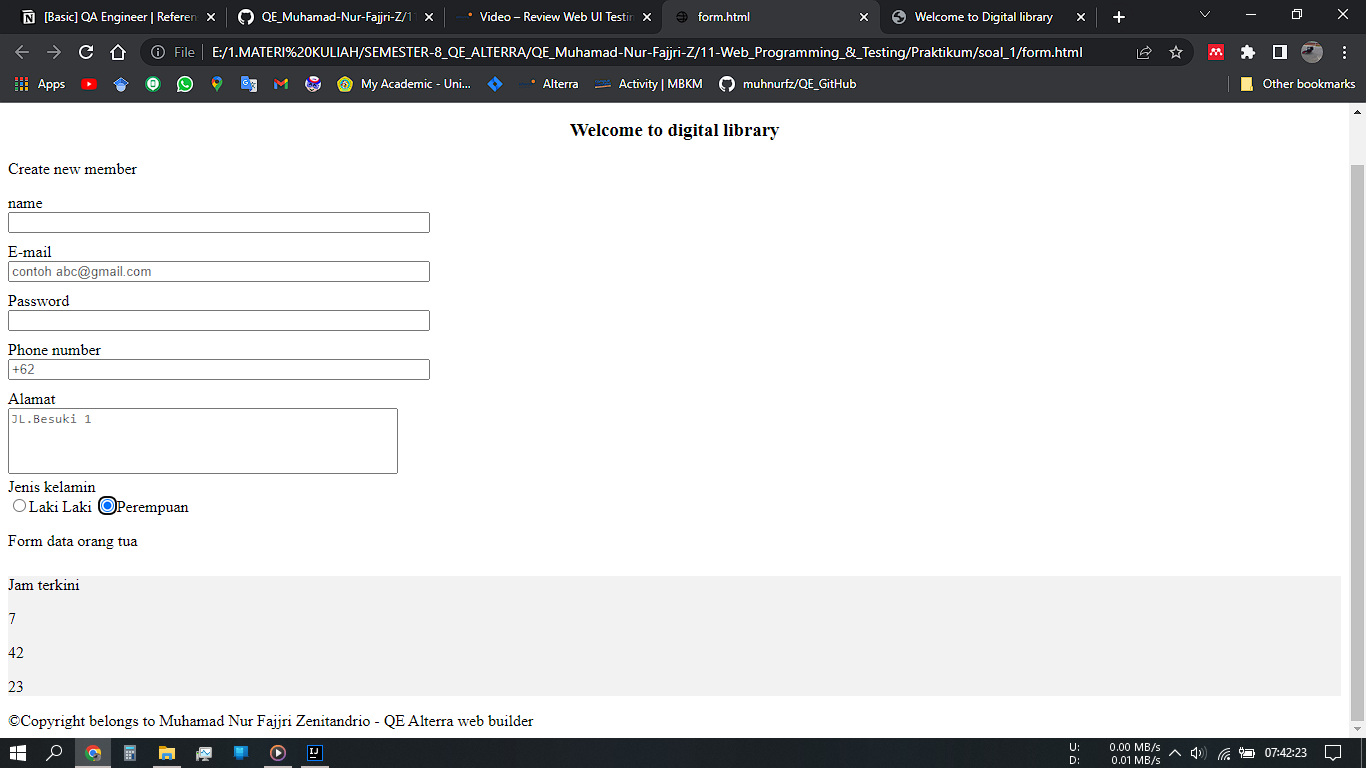 [Basic] QA Engineer | Referen
QE_Muhamad-Nur-Fajjri-Z/11
Video – Review Web UI Testin
form.html
Welcome to Digital library
File
E:/1.MATERI%20KULIAH/SEMESTER-8_QE_ALTERRA/QE_Muhamad-Nur-Fajjri-Z/11-Web_Programming_&_Testing/Praktikum/soal_1/form.html
Apps
My Academic - Uni...
Alterra
Activity | MBKM
muhnurfz/QE_GitHub
Other bookmarks
Welcome to digital library
Create new member
name
E-mail
contoh abc@gmail.com
Password
Phone number
+62
Alamat
JL.Besuki 1
Jenis kelamin
Laki Laki Perempuan
Form data orang tua
Jam terkini
7
42
23
©Copyright belongs to Muhamad Nur Fajjri Zenitandrio - QE Alterra web builder
U: 0.00 MB/s
D: 0.01 MB/s
07:42:23